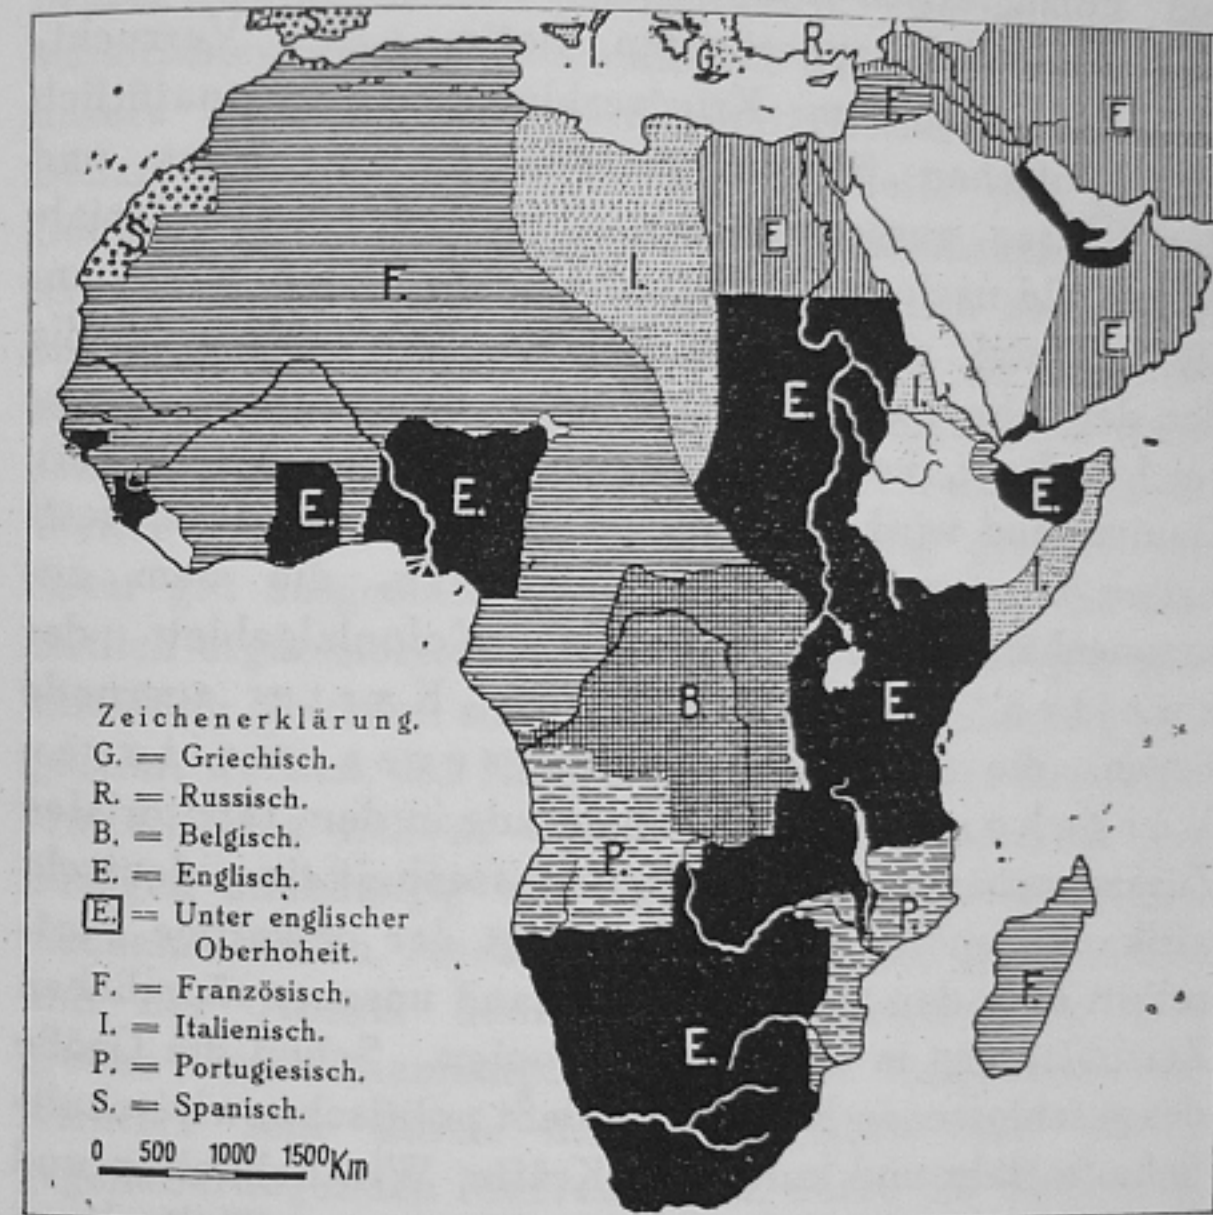 S.
G.
R.
F.
E.
S.
F.
I.
E.
E.
E.
I.
E.
E.
E.
I.
B.
E.
P.
P.
F.
E.
Zeichenerklärung.
G. = Griechisch.
R. = Russisch.
B. = Belgisch.
E. = Englisch.
E. = Unter englischer
Oberhoheit.
F. = Französisch,
I. = Italienisch.
P. = Portugiesisch.
S. = Spanisch.
0 500 1000 1500 Km